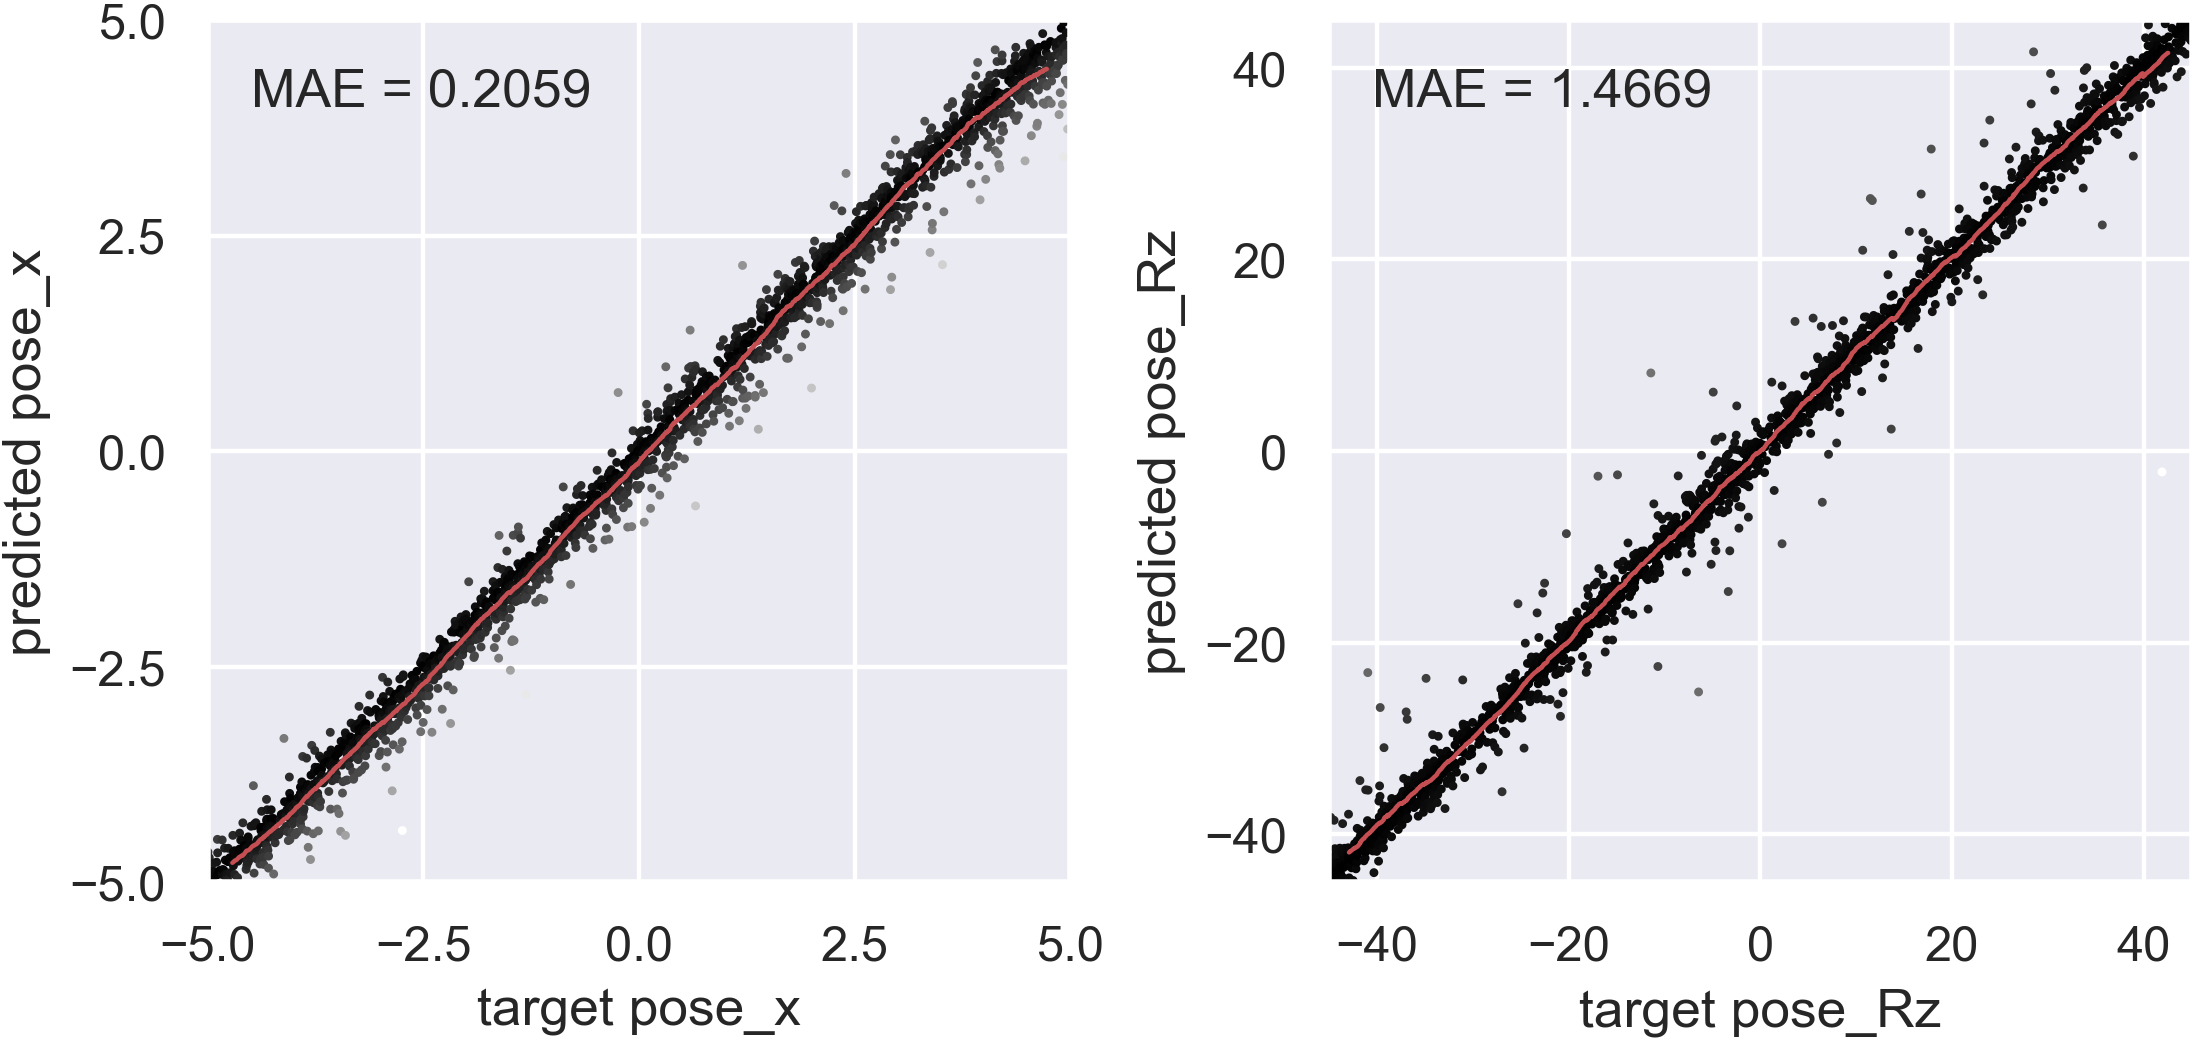 5.0
2.5
0.0
−2.5
−5.0
predicted pose_x
MAE = 0.2059
−5.0 −2.5 0.0 2.5 5.0
target pose_x
40
20
0
−20
−40
predicted pose_Rz
MAE = 1.4669
−40 −20 0 20 40
target pose_Rz